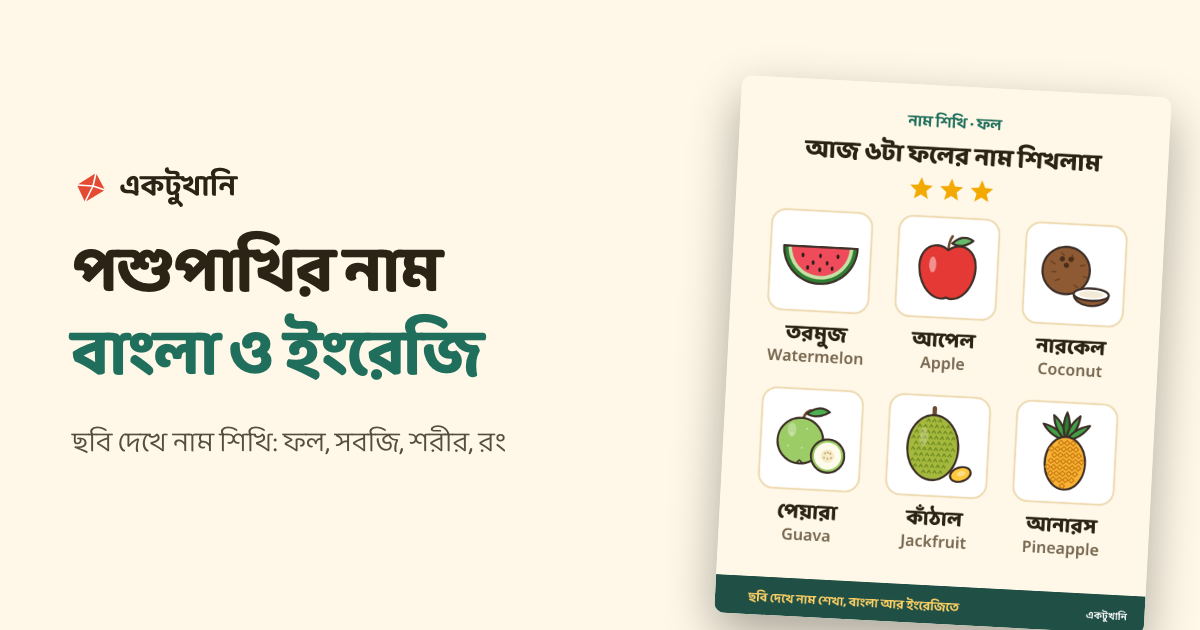 একটুখানি
পশুপাখির নাম
বাংলা ও ইংরেজি
ছবি দেখে নাম শিখি: ফল, সবজি, শরীর, রং
নাম শিখি · ফল
আজ ৬টা ফলের নাম শিখলাম
তরমুজ আপেল নারকেল
Watermelon Apple Coconut
পেয়ারা কাঁঠাল আনারস
Guava Jackfruit Pineapple
ছবি দেখে নাম শেখা, বাংলা আর ইংরেজিতে
একটুখানি